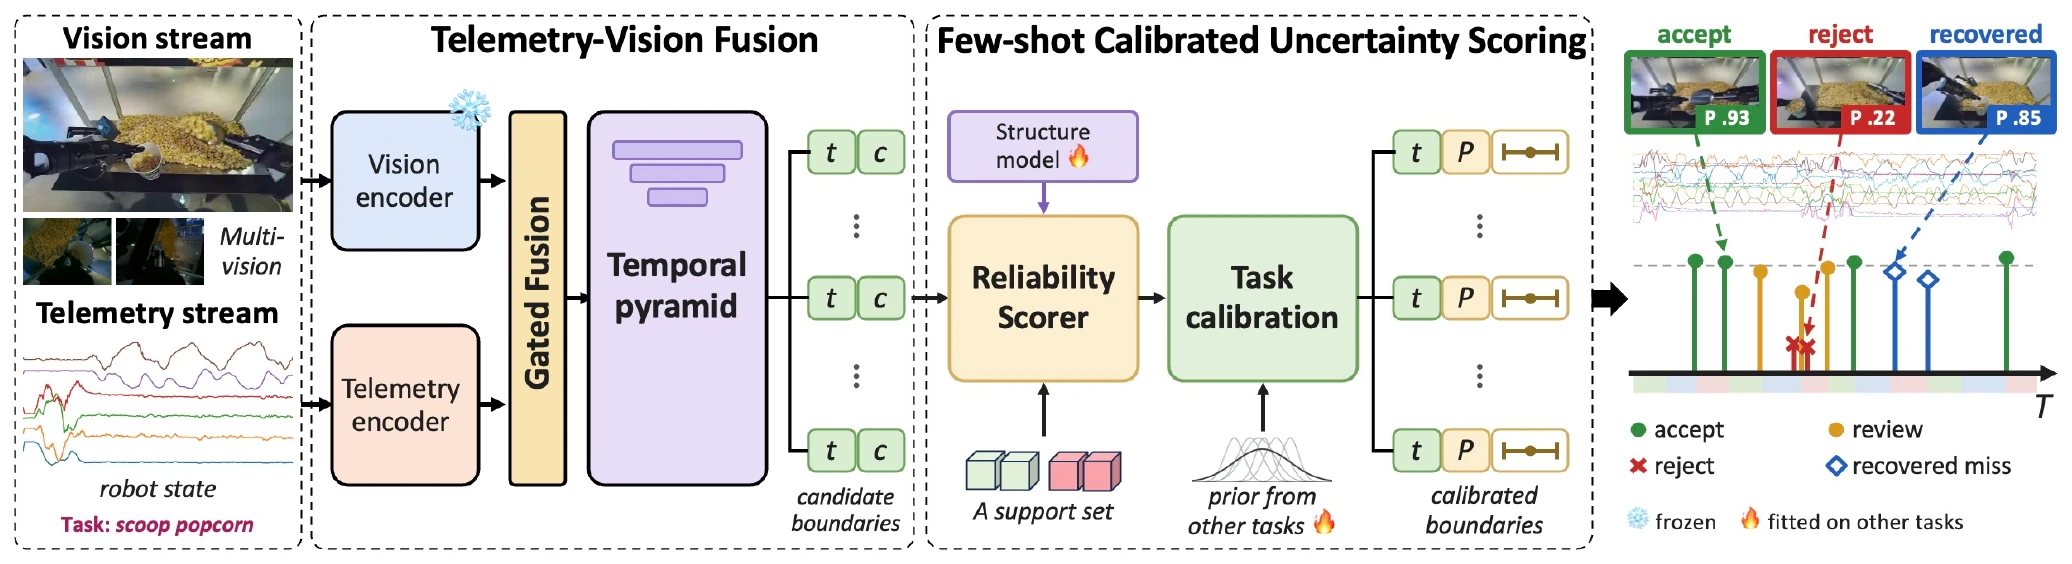 Vision stream
Multi-
vision
Telemetry stream
robot state
Task: scoop popcorn
Telemetry-Vision Fusion
Vision
encoder
Telemetry
encoder
Gated Fusion
Temporal
pyramid
t c
t c
t c
candidate
boundaries
Few-shot Calibrated Uncertainty Scoring
Structure
model
Reliability
Scorer
A support set
Task
calibration
prior from
other tasks
t P
t P
t P
calibrated
boundaries
accept reject recovered
P .93 P .22 P .85
T
accept review
reject recovered miss
frozen fitted on other tasks